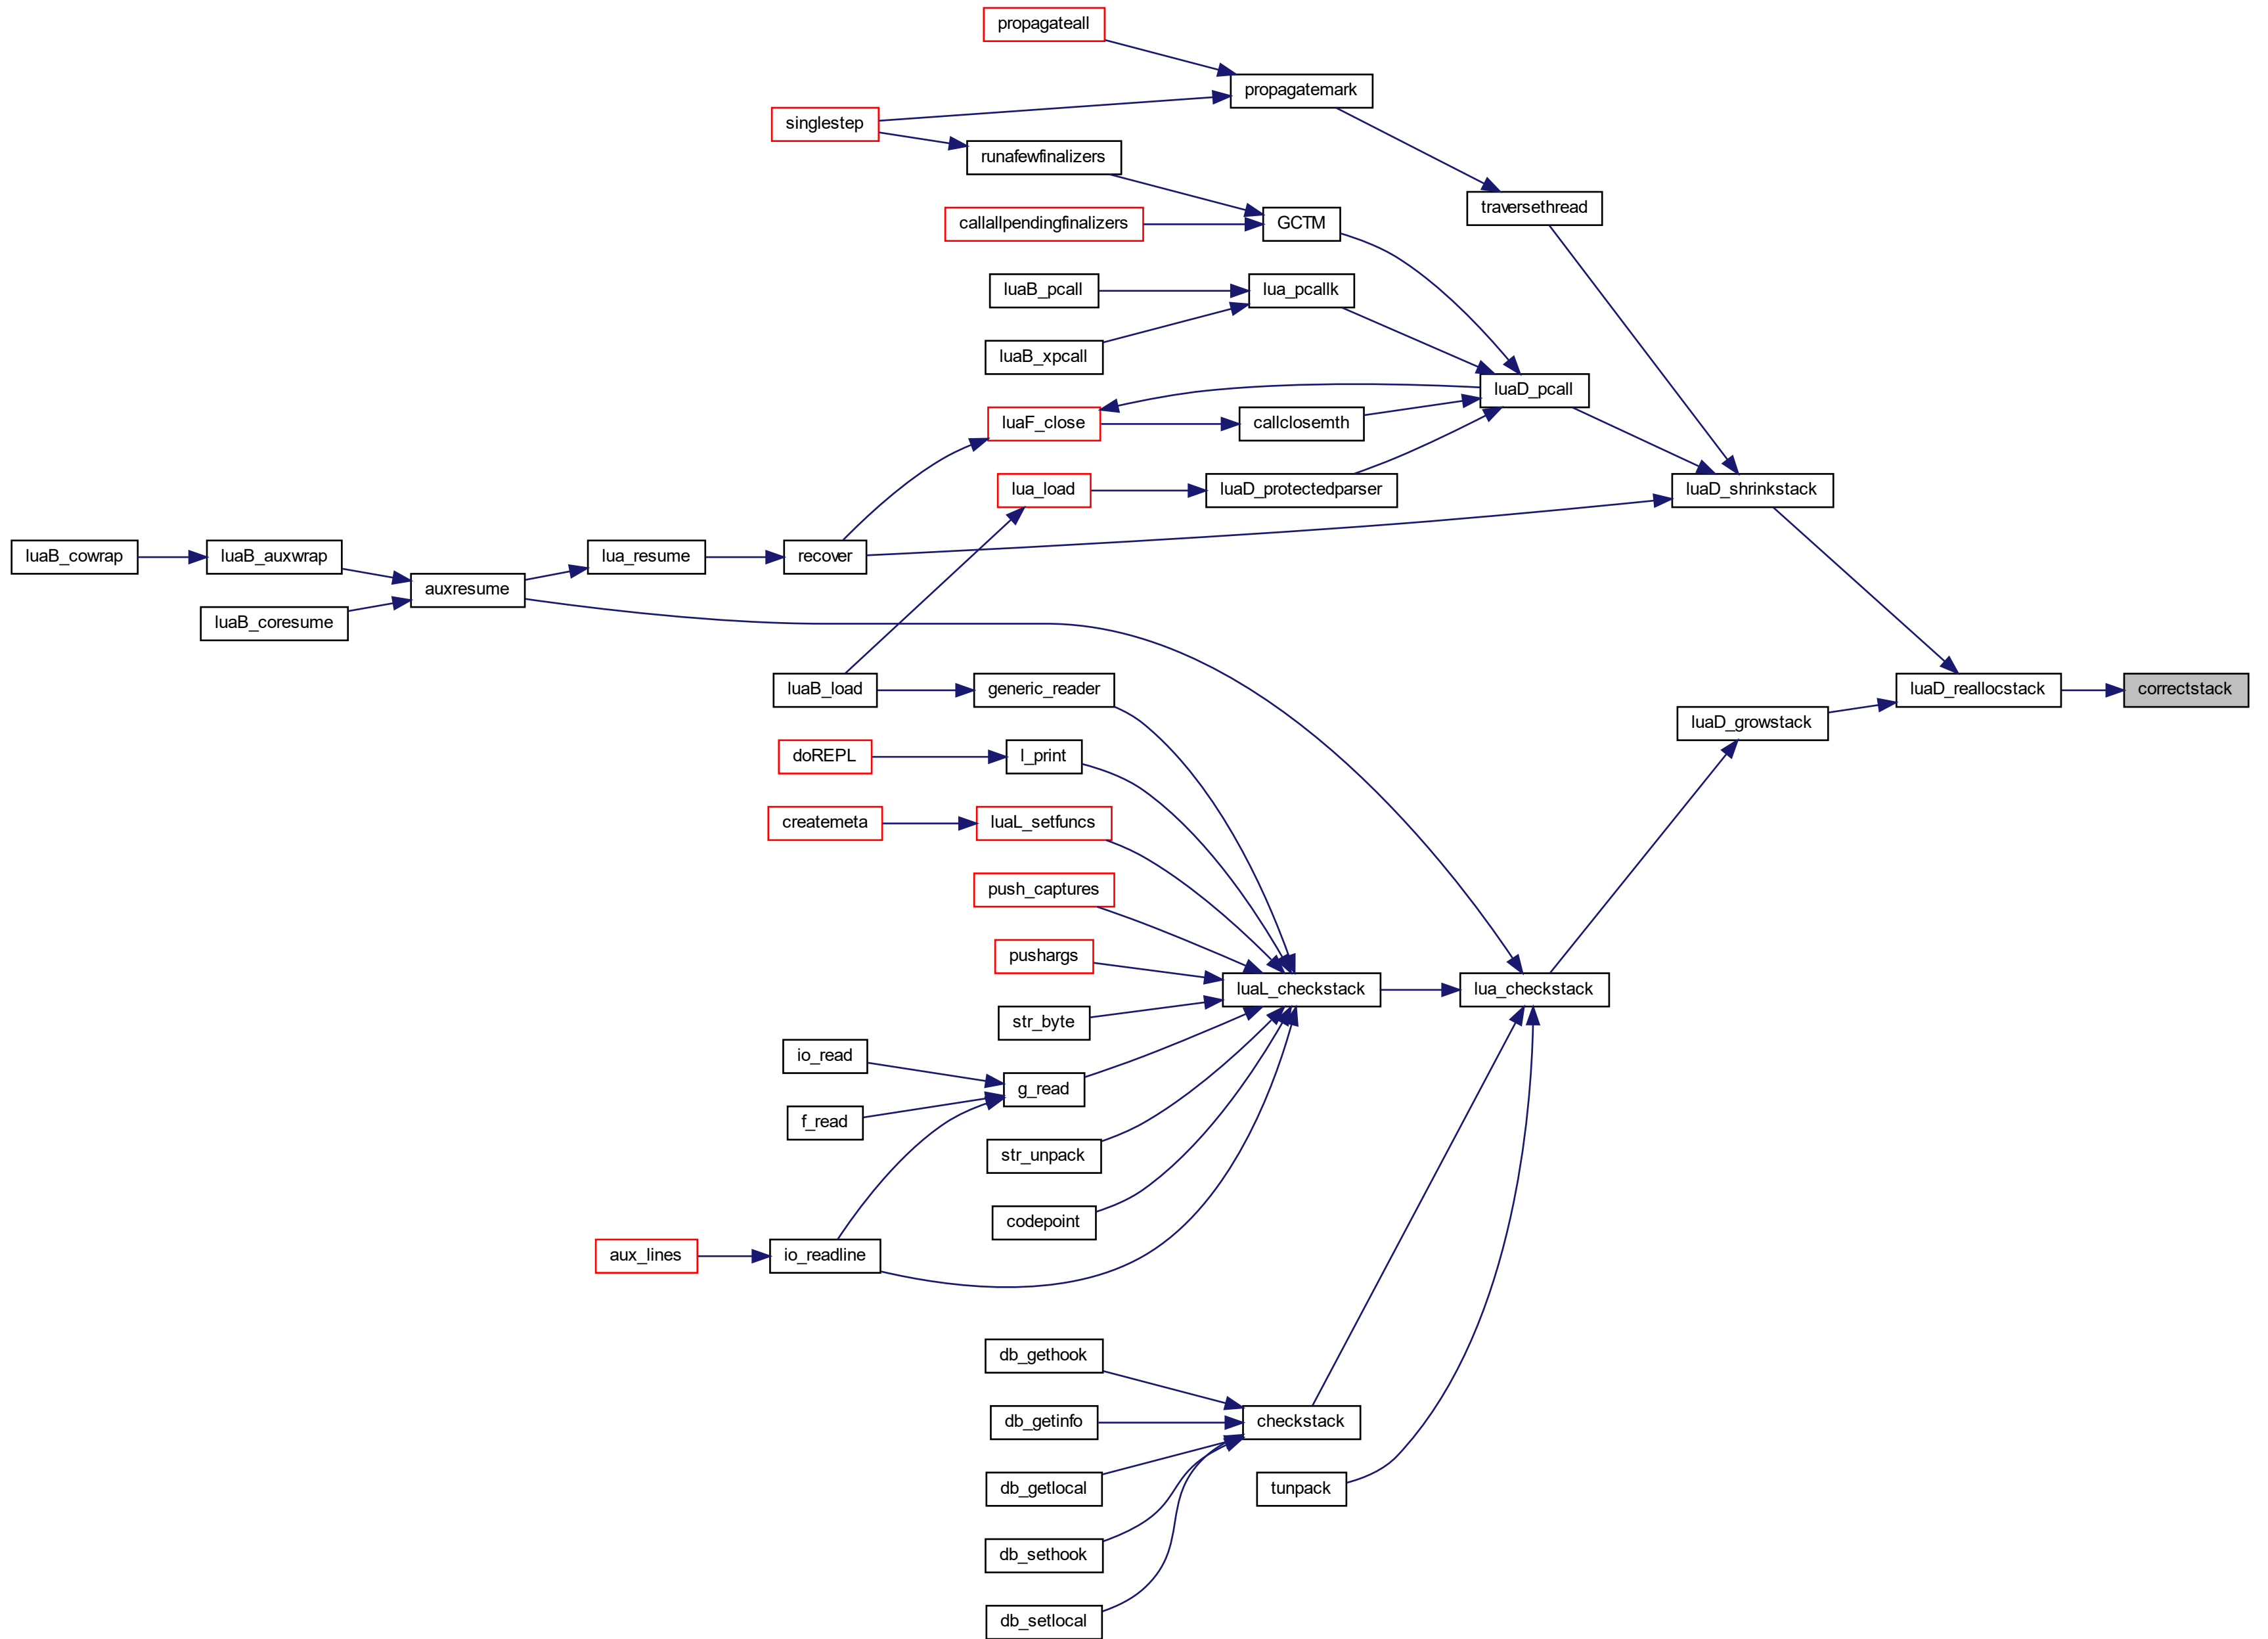 propagateall
propagatemark
singlestep
runafewfinalizers
traversethread
callallpendingfinalizers
GCTM
luaB_pcall
lua_pcallk
luaB_xpcall
luaD_pcall
luaF_close
callclosemth
lua_load
luaD_protectedparser
luaD_shrinkstack
luaB_cowrap
luaB_auxwrap
lua_resume
recover
auxresume
luaB_coresume
luaB_load
generic_reader
luaD_reallocstack
correctstack
luaD_growstack
doREPL
l_print
createmeta
luaL_setfuncs
push_captures
pushargs
luaL_checkstack
lua_checkstack
str_byte
io_read
g_read
f_read
str_unpack
codepoint
aux_lines
io_readline
db_gethook
db_getinfo
checkstack
db_getlocal
tunpack
db_sethook
db_setlocal